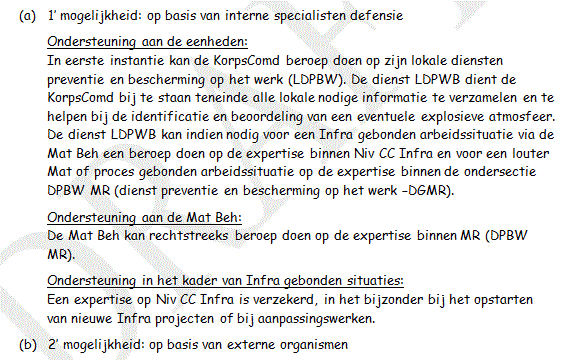 (a) 1' mogelijkheid: op basis van interne specialisten defensie
Ondersteuning aan de eenheden:
In eerste instantie kan de KorpsComd beroep doen op zijn lokale diensten
preventie en bescherming op het werk (LDPBW). De dienst LDPWB dient de
KorpsComd bij te staan teneinde alle lokale nodige informatie te verzamelen en te
helpen bij de identificatie en beoordeling van een eventuele explosieve atmosfeer.
De dienst LDPWB kan indien nodig voor een Infra gebonden arbeidssituatie via de
Mat Beh een beroep doen op de expertise binnen Niv CC Infra en voor een louter
Mat of proces gebonden arbeidssituatie op de expertise binnen de ondersectie
DPBW MR (dienst preventie en bescherming op het werk –DGMR).
Ondersteuning aan de Mat Beh:
De Mat Beh kan rechtstreeks beroep doen op de expertise binnen MR (DPBW
MR).
Ondersteuning in het kader van Infra gebonden situaties:
Een expertise op Niv CC Infra is verzekerd, in het bijzonder bij het opstarten
van nieuwe Infra projecten of bij aanpassingswerken.
(b) 2' mogelijkheid: op basis van externe organismen